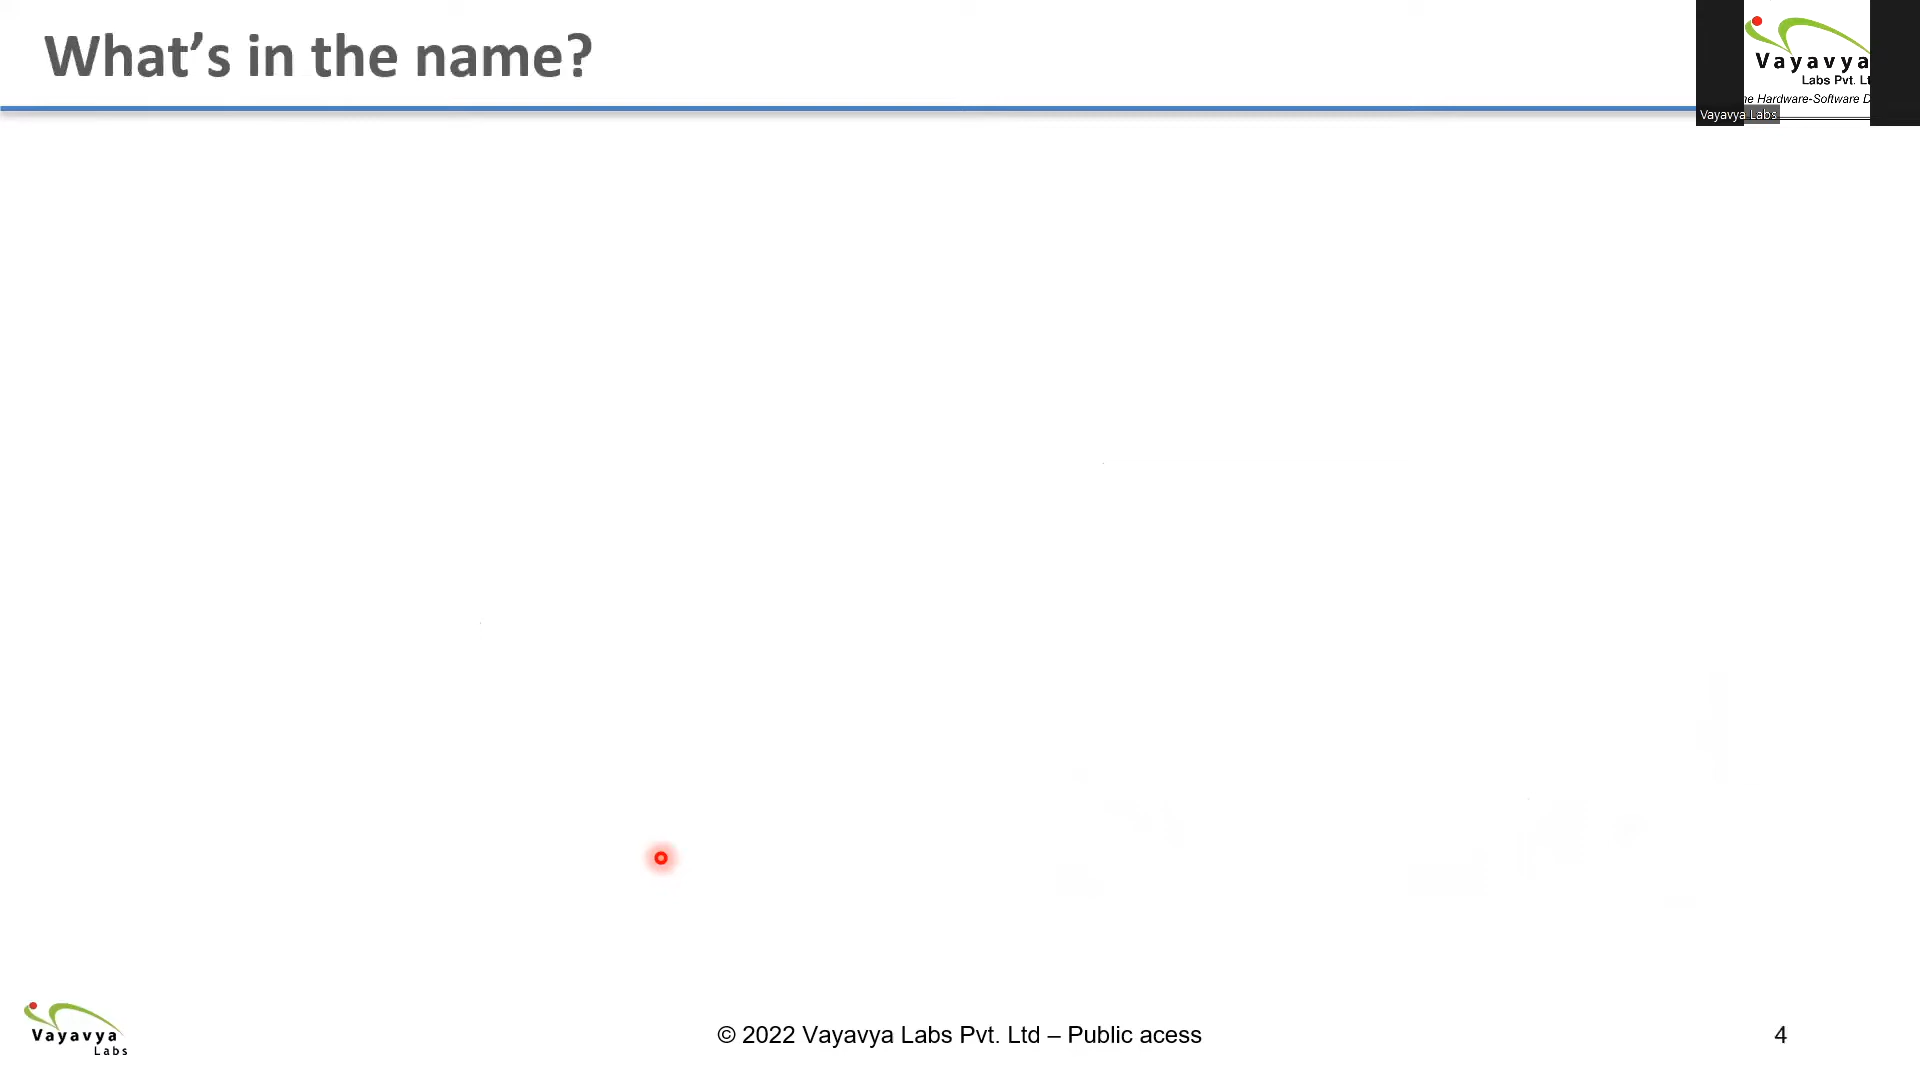 What’s in the name?
Vayavya
Labs Pvt. Lt
ne Hardware-Software D
Vayavya Labs
Vayavya
Labs
© 2022 Vayavya Labs Pvt. Ltd – Public acess
4